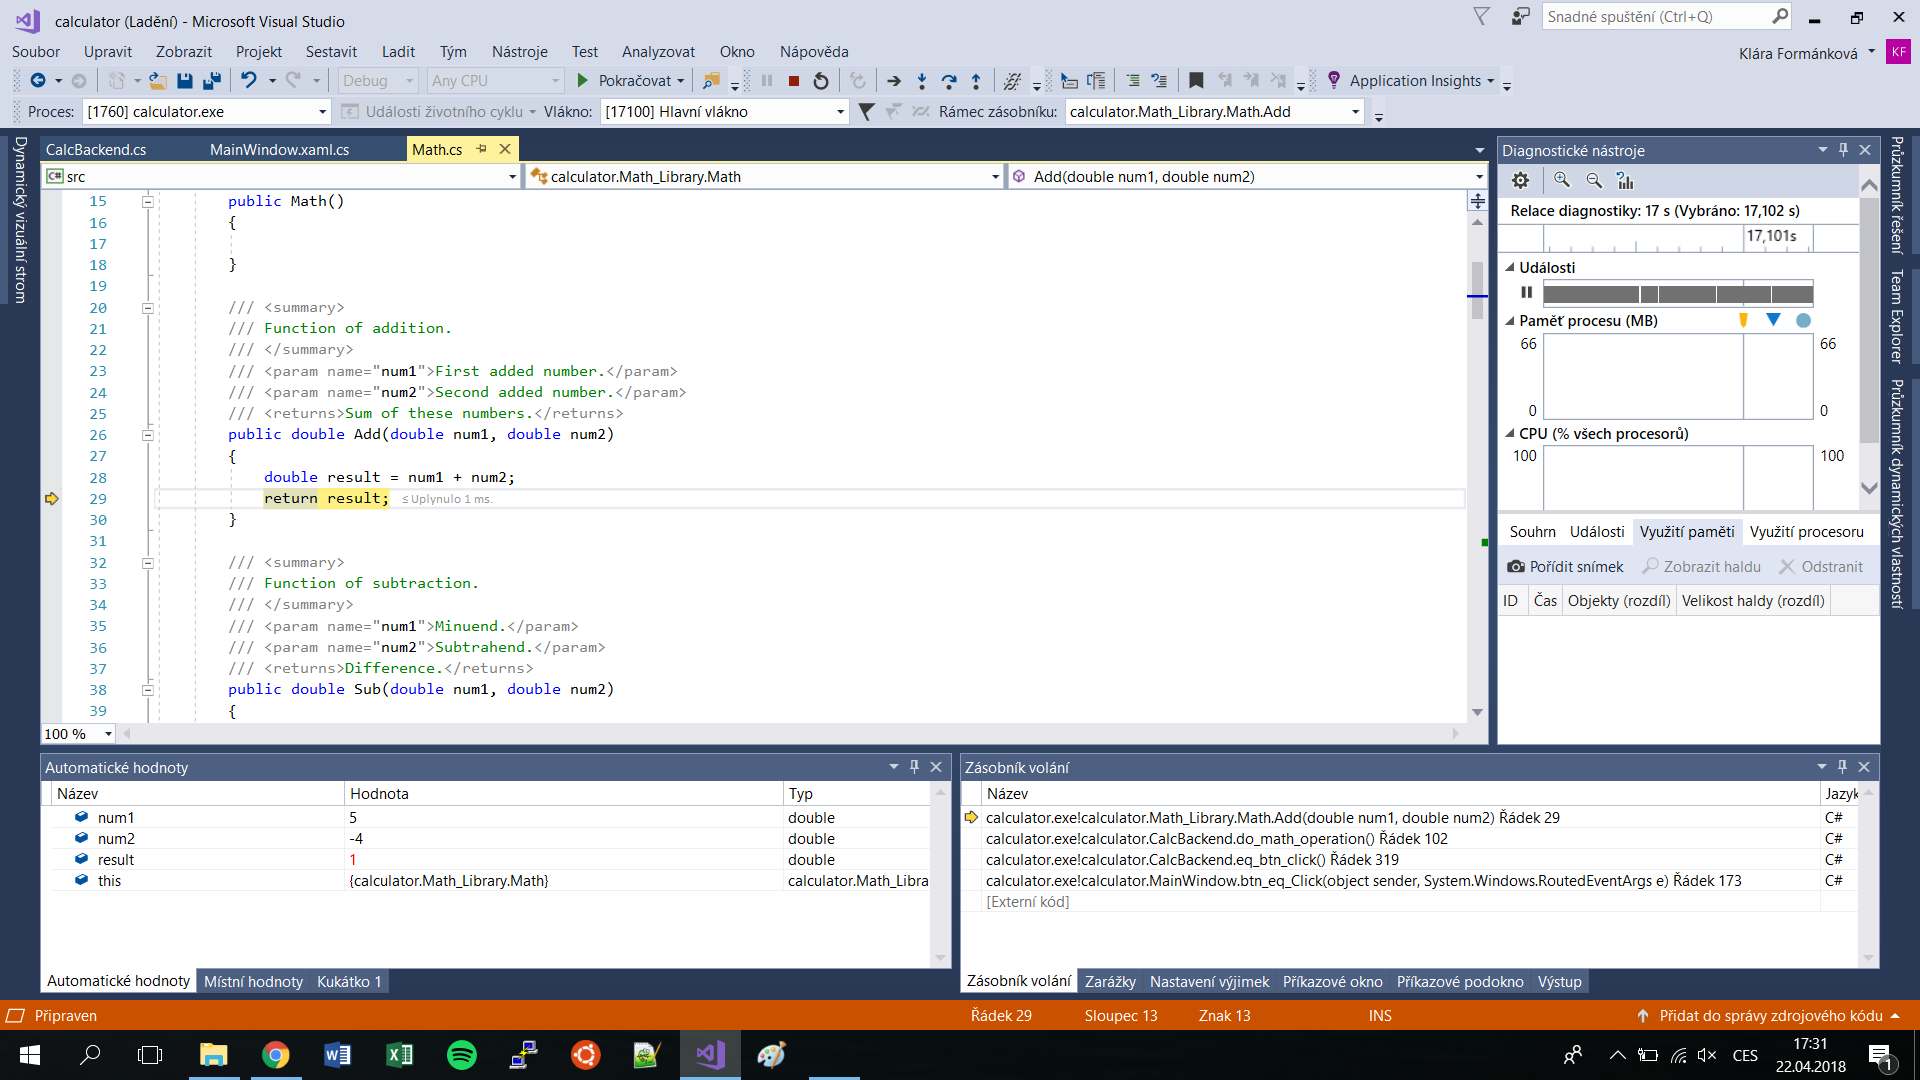 calculator (Ladění) - Microsoft Visual Studio
Snadné spuštění (Ctrl+Q)
Soubor Upravit Zobrazit Projekt Sestavit Ladit Tým Nástroje Test Analyzovat Okno Nápověda
Klára Formánková KF
Debug Any CPU Pokračovat Application Insights
Proces: [1760] calculator.exe Události životního cyklu Vlákno: [17100] Hlavní vlákno Rámec zásobníku: calculator.Math_Library.Math.Add
Dynamický vizuální strom
CalcBackend.cs MainWindow.xaml.cs Math.cs
C# src calculator.Math_Library.Math Add(double num1, double num2)
15 public Math()
16 {
17
18 }
19
20 /// <summary>
21 /// Function of addition.
22 /// </summary>
23 /// <param name="num1">First added number.</param>
24 /// <param name="num2">Second added number.</param>
25 /// <returns>Sum of these numbers.</returns>
26 public double Add(double num1, double num2)
27 {
28 double result = num1 + num2;
29 return result; ≤ Uplynulo 1 ms.
30 }
31
32 /// <summary>
33 /// Function of subtraction.
34 /// </summary>
35 /// <param name="num1">Minuend.</param>
36 /// <param name="num2">Subtrahend.</param>
37 /// <returns>Difference.</returns>
38 public double Sub(double num1, double num2)
39 {
100 %
Diagnostické nástroje
Relace diagnostiky: 17 s (Vybráno: 17,102 s)
17,101s
Události
Paměť procesu (MB)
66 66
0 0
CPU (% všech procesorů)
100 100
Souhrn Události Využití paměti Využití procesoru
Pořídit snímek Zobrazit haldu Odstranit
ID Čas Objekty (rozdíl) Velikost haldy (rozdíl)
Průzkumník řešení
Team Explorer
Průzkumník dynamických vlastností
Automatické hodnoty
Název Hodnota Typ
num1 5 double
num2 -4 double
result 1 double
this {calculator.Math_Library.Math} calculator.Math_Libra
Automatické hodnoty Místní hodnoty Kukátko 1
Zásobník volání
Název Jazyk
calculator.exe!calculator.Math_Library.Math.Add(double num1, double num2) Řádek 29 C#
calculator.exe!calculator.CalcBackend.do_math_operation() Řádek 102 C#
calculator.exe!calculator.CalcBackend.eq_btn_click() Řádek 319 C#
calculator.exe!calculator.MainWindow.btn_eq_Click(object sender, System.Windows.RoutedEventArgs e) Řádek 173 C#
[Externí kód]
Zásobník volání Zarážky Nastavení výjimek Příkazové okno Příkazové podokno Výstup
Připraven Řádek 29 Sloupec 13 Znak 13 INS Přidat do správy zdrojového kódu
CES
17:31
22.04.2018
1